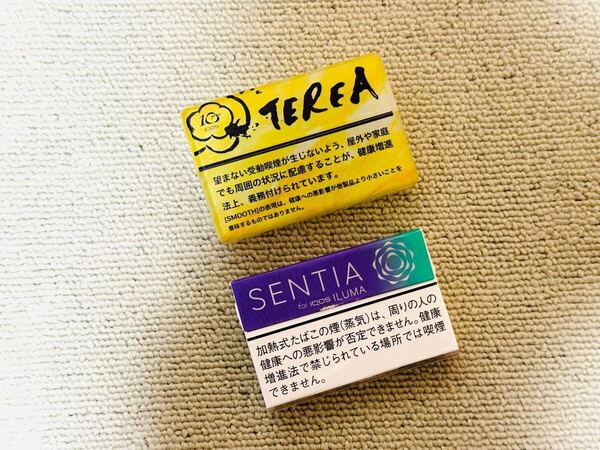 10
IQOS
TEREA
望まない受動喫煙が生じないよう、屋外や家庭
でも周囲の状況に配慮することが、健康増進
法上、義務付けられています。
[SMOOTH]の表現は、健康への悪影響が他製品より小さいことを
意味するものではありません。
SENTIA
for IQOS ILUMA
加熱式たばこの煙(蒸気)は、周りの人の
健康への悪影響が否定できません。健康
増進法で禁じられている場所では喫煙
できません。